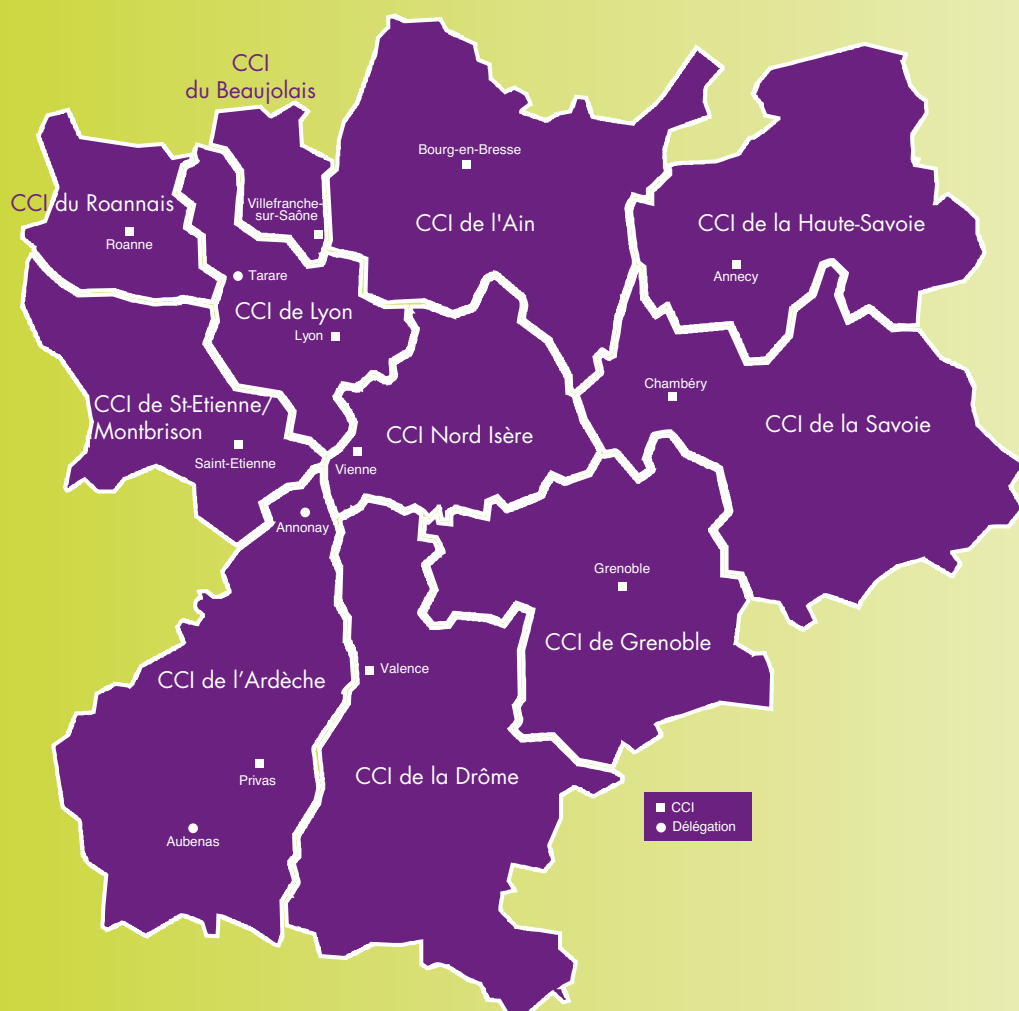 CCI
du Beaujolais
Bourg-en-Bresse
CCI du Roannais
Roanne
Villefranche-
sur-Saône
CCI de l'Ain
CCI de la Haute-Savoie
Annecy
Tarare
CCI de Lyon
Lyon
Chambéry
CCI de St-Etienne/
Montbrison
Saint-Etienne
CCI Nord Isère
Vienne
CCI de la Savoie
Annonay
Grenoble
CCI de Grenoble
CCI de l’Ardèche
Valence
Privas
CCI de la Drôme
Aubenas
CCI
Délégation